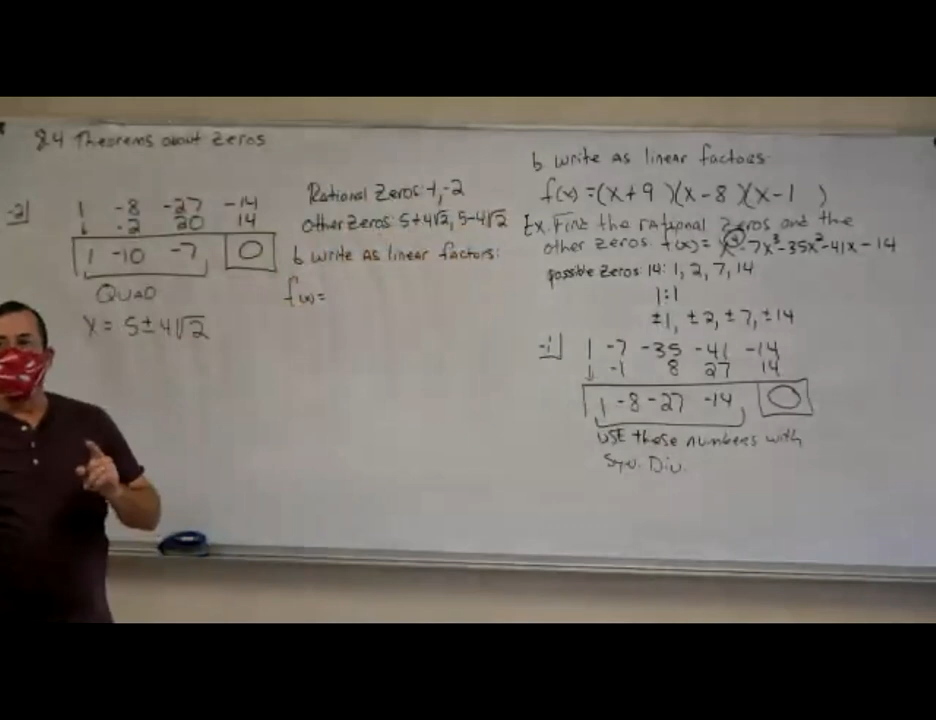 8.4 Theorems about Zeros
-2| 1 -8 -27 -14
↓ -2 20 14
1 -10 -7 0
QUAD
x = 5±4√2
Rational Zeros: -1, -2
other Zeros: 5+4√2, 5-4√2
b write as linear factors:
f(x)=
b write as linear factors
f(x) =(x+9)(x-8)(x-1)
Ex. Find the rational zeros and the
other zeros. f(x)= x⁴-7x³-35x²-41x-14
possible zeros: 14: 1, 2, 7, 14
1:1
±1, ±2, ±7, ±14
-1| 1 -7 -35 -41 -14
↓ -1 8 27 14
1 -8 -27 -14 0
USE these numbers with
Syn. Div.